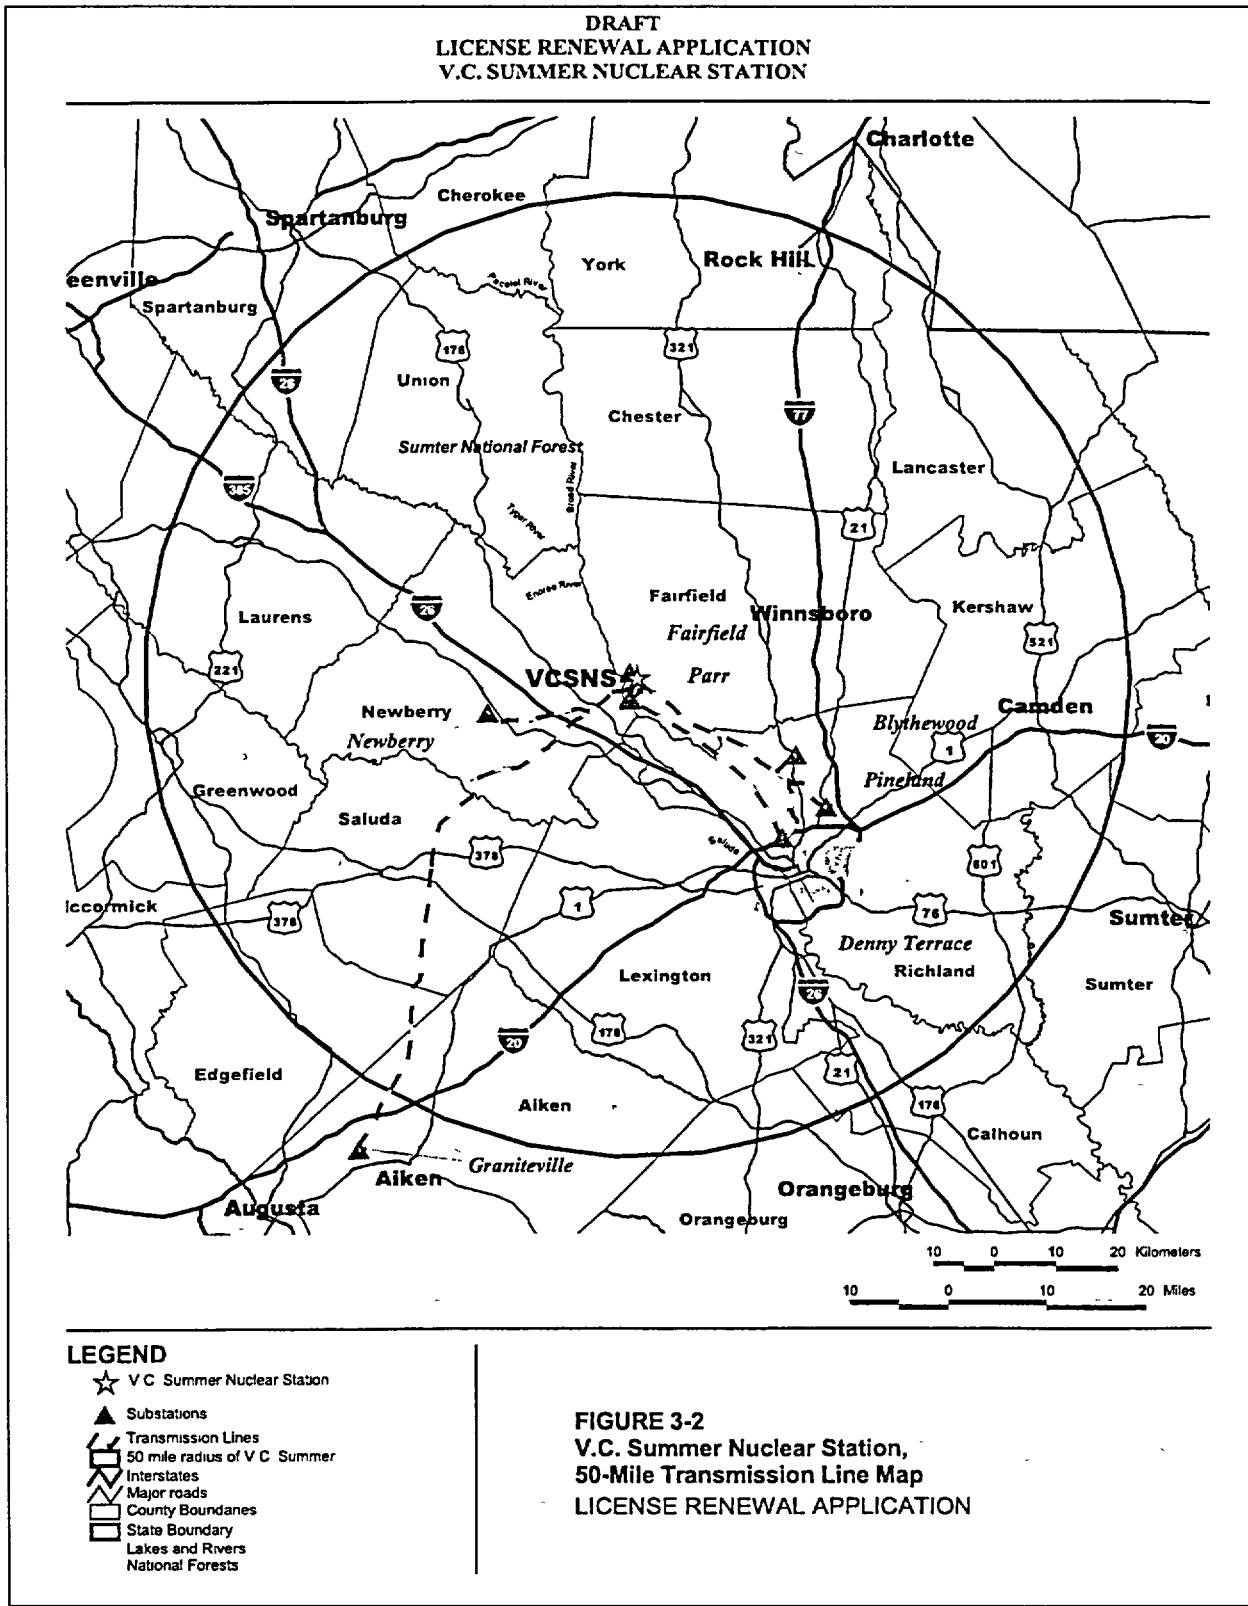 DRAFT
LICENSE RENEWAL APPLICATION
V.C. SUMMER NUCLEAR STATION
Charlotte
Cherokee
Spartanburg
York
Rock Hill
eenville
Pacolet River
Spartanburg
176
321
Union
26
77
Chester
Sumter National Forest
Lancaster
385
Broad River
Tyger River
21
Enoree River
Fairfield
Winnsboro
Kershaw
26
Laurens
Fairfield
521
221
VCSNS
Parr
Newberry
Camden
Blythewood
20
Newberry
1
Pineland
Greenwood
Saluda
Saluda
378
601
1
ccormick
378
76
Sumter
Denny Terrace
Lexington
Richland
Sumter
26
178
321
20
21
Edgefield
Aiken
176
Calhoun
Graniteville
Aiken
Orangeburg
Augusta
Orangeburg
10 0 10 20 Kilometers
10 0 10 20 Miles
LEGEND
V C Summer Nuclear Station
Substations
Transmission Lines
50 mile radius of V C Summer
Interstates
Major roads
County Boundaries
State Boundary
Lakes and Rivers
National Forests
FIGURE 3-2
V.C. Summer Nuclear Station,
50-Mile Transmission Line Map
LICENSE RENEWAL APPLICATION